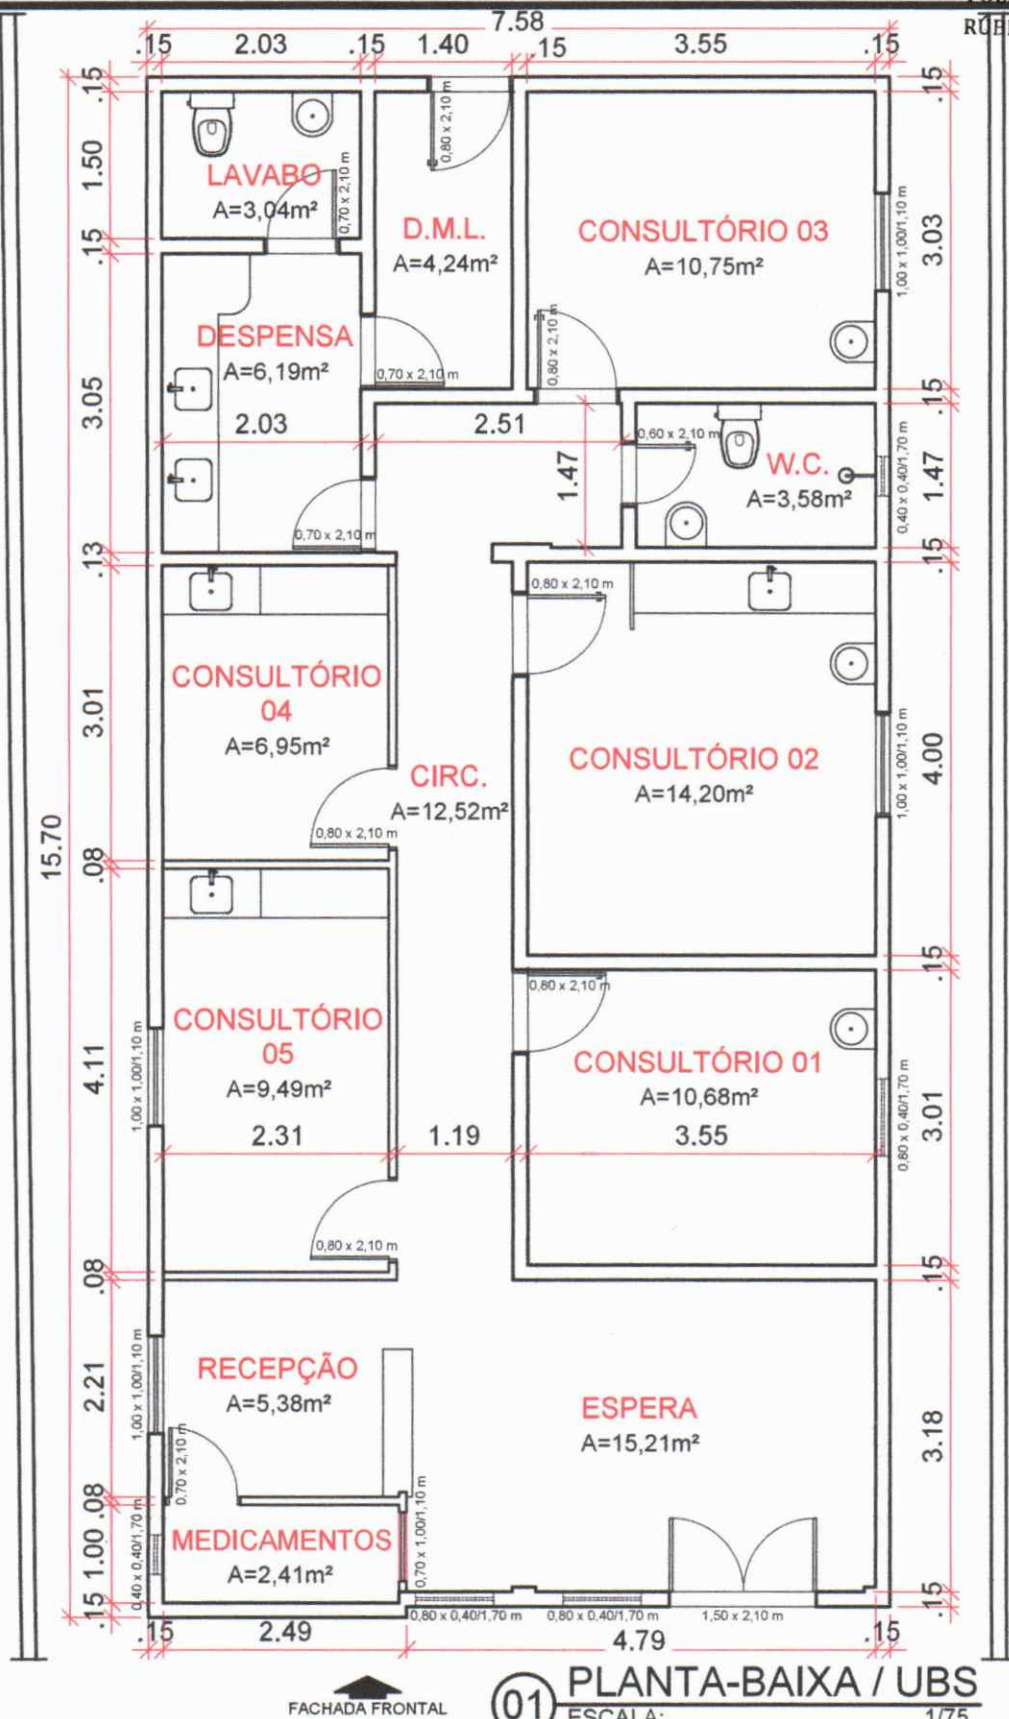 RÚB
7.58
.15 2.03 .15 1.40 .15 3.55 .15
.15
1.50
.15
3.05
.13
3.01
.08
4.11
.08
2.21
.08
1.00
.15
15.70
LAVABO
A=3,04m²
0,70 x 2,10 m
0,80 x 2,10 m
D.M.L.
A=4,24m²
0,70 x 2,10 m
CONSULTÓRIO 03
A=10,75m²
0,80 x 2,10 m
1,00 x 1,00/1,10 m
DESPENSA
A=6,19m²
2.03
0,70 x 2,10 m
2.51
1.47
0,60 x 2,10 m
W.C.
A=3,58m²
0,40 x 0,40/1,70 m
.15
3.03
.15
1.47
.15
4.00
.15
3.01
.15
3.18
.15
CONSULTÓRIO
04
A=6,95m²
0,80 x 2,10 m
CIRC.
A=12,52m²
0,80 x 2,10 m
CONSULTÓRIO 02
A=14,20m²
1,00 x 1,00/1,10 m
CONSULTÓRIO
05
A=9,49m²
2.31
1,00 x 1,00/1,10 m
0,80 x 2,10 m
1.19
0,80 x 2,10 m
CONSULTÓRIO 01
A=10,68m²
3.55
0,80 x 0,40/1,70 m
RECEPÇÃO
A=5,38m²
1,00 x 1,00/1,10 m
0,70 x 2,10 m
ESPERA
A=15,21m²
MEDICAMENTOS
A=2,41m²
0,40 x 0,40/1,70 m
0,70 x 1,00/1,10 m
0,80 x 0,40/1,70 m 0,80 x 0,40/1,70 m 1,50 x 2,10 m
.15 2.49 4.79 .15
FACHADA FRONTAL
01 PLANTA-BAIXA / UBS
ESCALA: 1/75